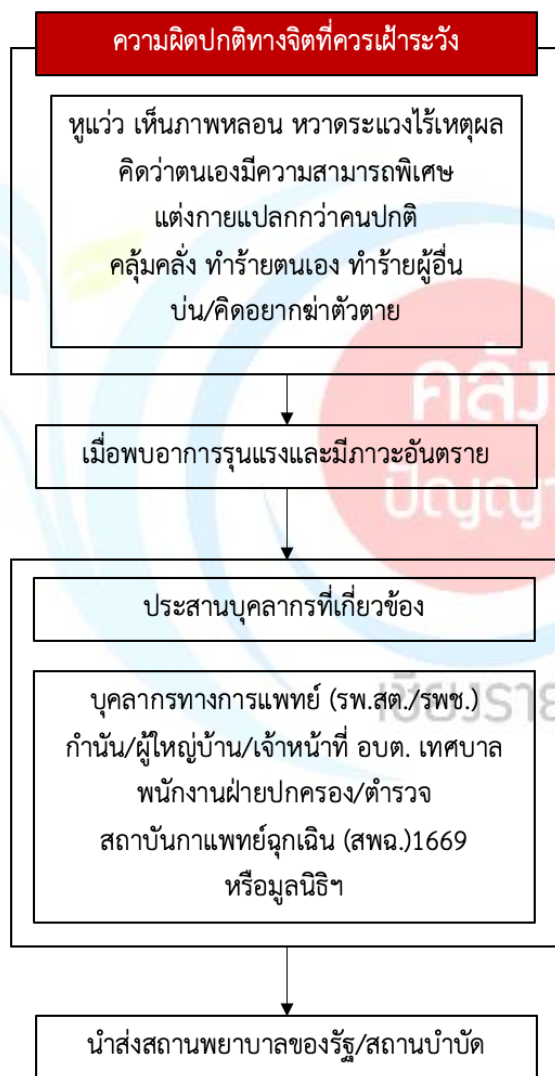 ความผิดปกติทางจิตที่ควรเฝ้าระวัง
หูแว่ว เห็นภาพหลอน หวาดระแวงไร้เหตุผล
คิดว่าตนเองมีความสามารถพิเศษ
แต่งกายแปลกกว่าคนปกติ
คลุ้มคลั่ง ทำร้ายตนเอง ทำร้ายผู้อื่น
บ่น/คิดอยากฆ่าตัวตาย
คลัง
เมื่อพบอาการรุนแรงและมีภาวะอันตราย
ปัญญา
ประสานบุคลากรที่เกี่ยวข้อง
บุคลากรทางการแพทย์ (รพ.สต./รพช.)
เชียงราย
กำนัน/ผู้ใหญ่บ้าน/เจ้าหน้าที่ อบต. เทศบาล
พนักงานฝ่ายปกครอง/ตำรวจ
สถาบันกาแพทย์ฉุกเฉิน (สพฉ.)1669
หรือมูลนิธิฯ
นำส่งสถานพยาบาลของรัฐ/สถานบำบัด